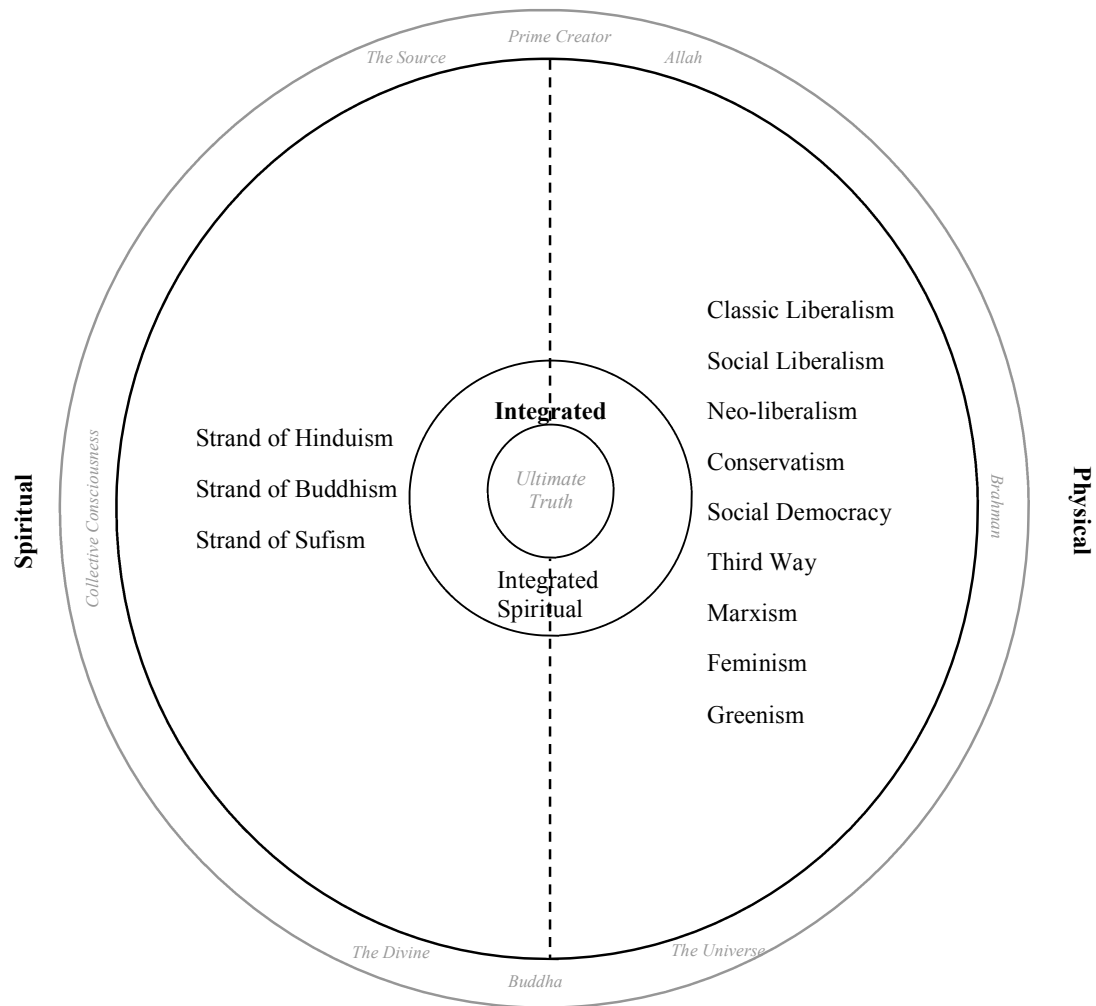 Prime Creator
The Source
Allah
Classic Liberalism
Social Liberalism
Neo-liberalism
Conservatism
Social Democracy
Third Way
Marxism
Feminism
Greenism
Integrated
Ultimate
Truth
Integrated
Spiritual
Strand of Hinduism
Strand of Buddhism
Strand of Sufism
Spiritual
Collective Consciousness
Brahman
Physical
The Divine
The Universe
Buddha